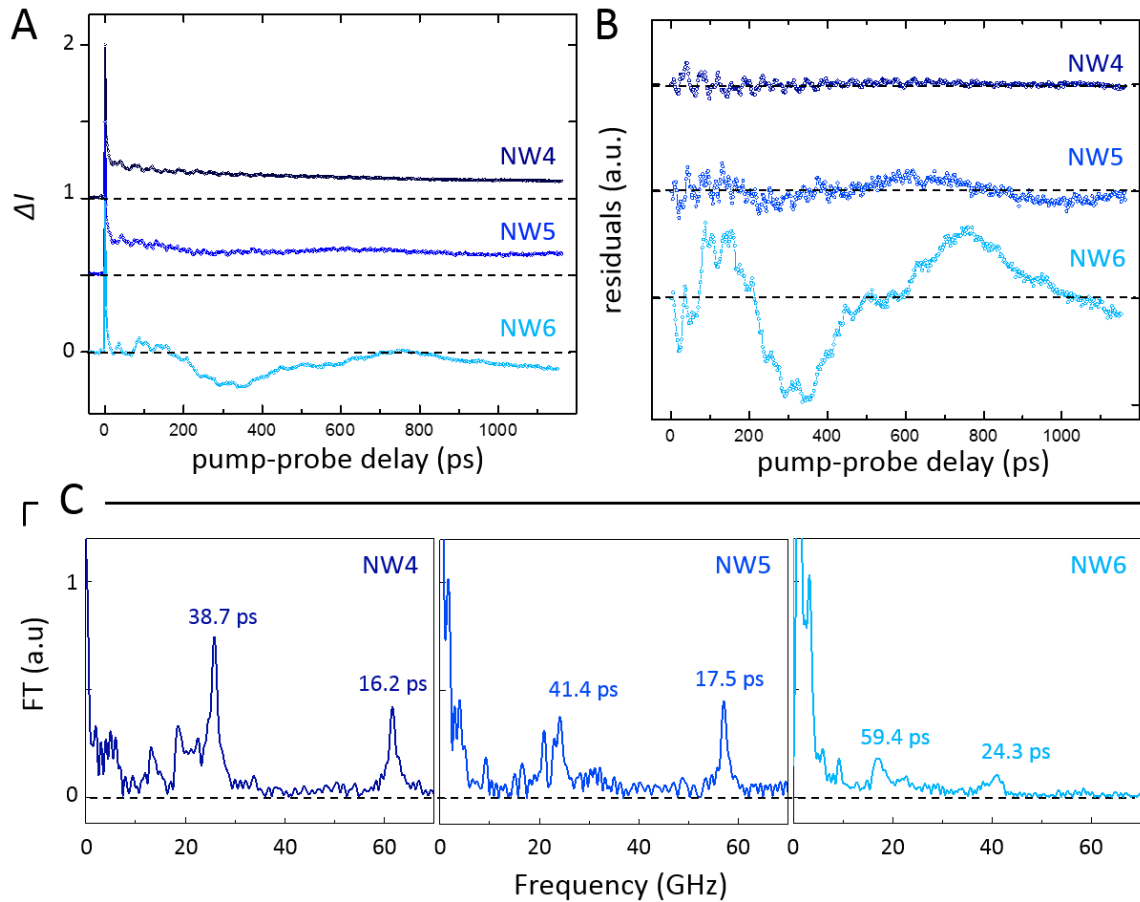 A
2
1
0
ΔI
NW4
NW5
NW6
0
200
400
600
800
1000
pump-probe delay (ps)
B
residuals (a.u.)
NW4
NW5
NW6
0
200
400
600
800
1000
pump-probe delay (ps)
C
FT (a.u)
1
0
NW4
38.7 ps
16.2 ps
0
20
40
60
NW5
41.4 ps
17.5 ps
0
20
40
60
NW6
59.4 ps
24.3 ps
0
20
40
60
Frequency (GHz)